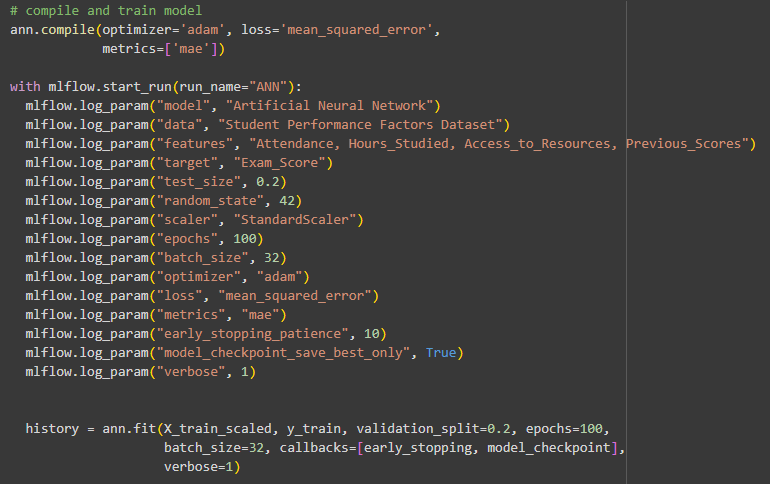 # compile and train model
ann.compile(optimizer='adam', loss='mean_squared_error',
            metrics=['mae'])

with mlflow.start_run(run_name="ANN"):
  mlflow.log_param("model", "Artificial Neural Network")
  mlflow.log_param("data", "Student Performance Factors Dataset")
  mlflow.log_param("features", "Attendance, Hours_Studied, Access_to_Resources, Previous_Scores")
  mlflow.log_param("target", "Exam_Score")
  mlflow.log_param("test_size", 0.2)
  mlflow.log_param("random_state", 42)
  mlflow.log_param("scaler", "StandardScaler")
  mlflow.log_param("epochs", 100)
  mlflow.log_param("batch_size", 32)
  mlflow.log_param("optimizer", "adam")
  mlflow.log_param("loss", "mean_squared_error")
  mlflow.log_param("metrics", "mae")
  mlflow.log_param("early_stopping_patience", 10)
  mlflow.log_param("model_checkpoint_save_best_only", True)
  mlflow.log_param("verbose", 1)


  history = ann.fit(X_train_scaled, y_train, validation_split=0.2, epochs=100,
                    batch_size=32, callbacks=[early_stopping, model_checkpoint],
                    verbose=1)